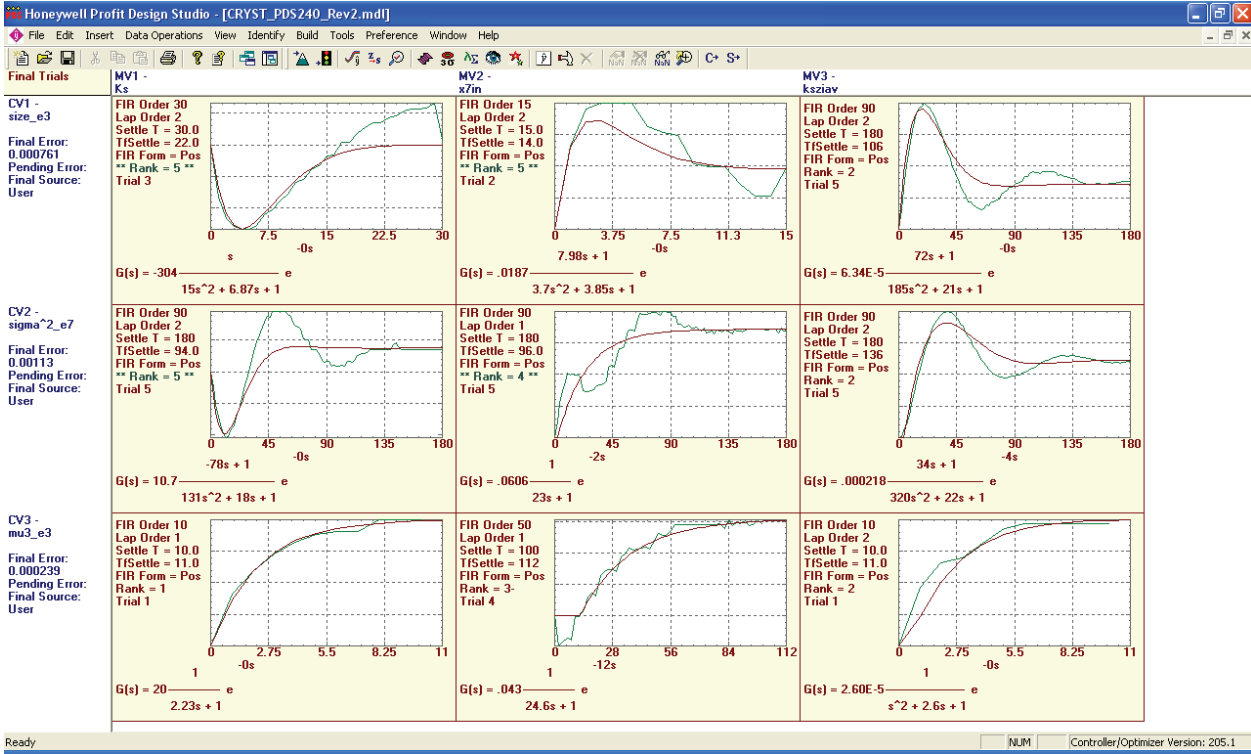 Honeywell Profit Design Studio - [CRYST_PDS240_Rev2.mdl]
File Edit Insert Data Operations View Identify Build Tools Preference Window Help
Final Trials
MV1 -
Ks
MV2 -
x7in
MV3 -
ksziav
CV1 -
size_e3
Final Error:
0.000761
Pending Error:
Final Source:
User
FIR Order 30
Lap Order 2
Settle T = 30.0
TfSettle = 22.0
FIR Form = Pos
** Rank = 5 **
Trial 3
0 7.5 15 22.5 30
-0s
s
G(s) = -304 e
15s^2 + 6.87s + 1
FIR Order 15
Lap Order 2
Settle T = 15.0
TfSettle = 14.0
FIR Form = Pos
** Rank = 5 **
Trial 2
0 3.75 7.5 11.3 15
-0s
7.98s + 1
G(s) = .0187 e
3.7s^2 + 3.85s + 1
FIR Order 90
Lap Order 2
Settle T = 180
TfSettle = 106
FIR Form = Pos
Rank = 2
Trial 5
0 45 90 135 180
-0s
72s + 1
G(s) = 6.34E-5 e
185s^2 + 21s + 1
CV2 -
sigma^2_e7
Final Error:
0.00113
Pending Error:
Final Source:
User
FIR Order 90
Lap Order 2
Settle T = 180
TfSettle = 94.0
FIR Form = Pos
** Rank = 5 **
Trial 5
0 45 90 135 180
-0s
-78s + 1
G(s) = 10.7 e
131s^2 + 18s + 1
FIR Order 90
Lap Order 1
Settle T = 180
TfSettle = 96.0
FIR Form = Pos
** Rank = 4 **
Trial 5
0 45 90 135 180
-2s
1
G(s) = .0606 e
23s + 1
FIR Order 90
Lap Order 2
Settle T = 180
TfSettle = 136
FIR Form = Pos
Rank = 2
Trial 5
0 45 90 135 180
-4s
34s + 1
G(s) = .000218 e
320s^2 + 22s + 1
CV3 -
mu3_e3
Final Error:
0.000239
Pending Error:
Final Source:
User
FIR Order 10
Lap Order 1
Settle T = 10.0
TfSettle = 11.0
FIR Form = Pos
Rank = 1
Trial 1
0 2.75 5.5 8.25 11
-0s
1
G(s) = 20 e
2.23s + 1
FIR Order 50
Lap Order 1
Settle T = 100
TfSettle = 112
FIR Form = Pos
Rank = 3-
Trial 4
0 28 56 84 112
-12s
1
G(s) = .043 e
24.6s + 1
FIR Order 10
Lap Order 2
Settle T = 10.0
TfSettle = 11.0
FIR Form = Pos
Rank = 2
Trial 1
0 2.75 5.5 8.25 11
-0s
1
G(s) = 2.60E-5 e
s^2 + 2.6s + 1
Ready
NUM
Controller/Optimizer Version: 205.1